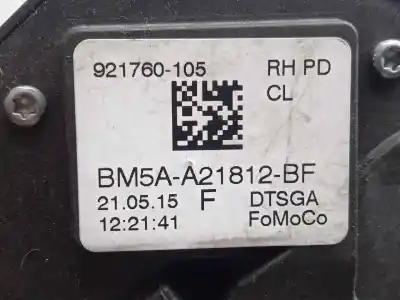 921760-105 RH PD
CL
BM5A-A21812-BF
21.05.15 F DTSGA
12:21:41 FoMoCo